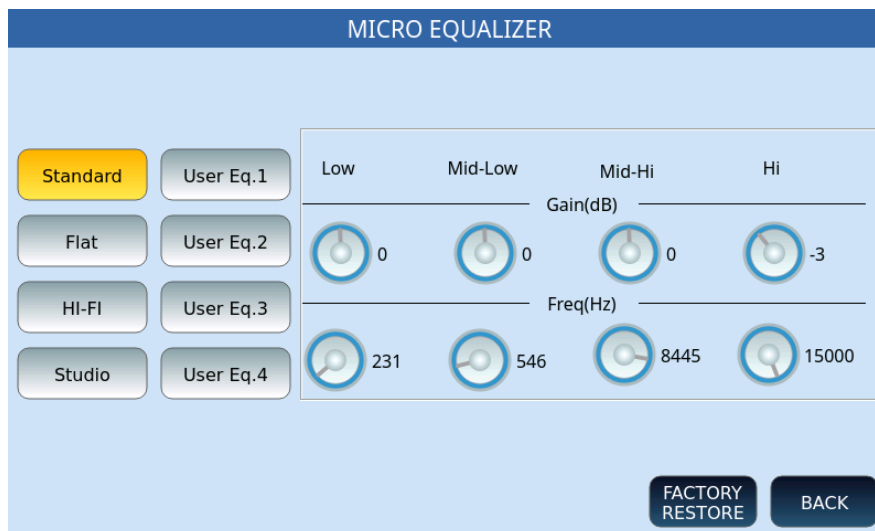 MICRO EQUALIZER
Standard
User Eq.1
Flat
User Eq.2
HI-FI
User Eq.3
Studio
User Eq.4
Low Mid-Low Mid-Hi Hi
Gain(dB)
0 0 0 -3
Freq(Hz)
231 546 8445 15000
FACTORY
RESTORE
BACK